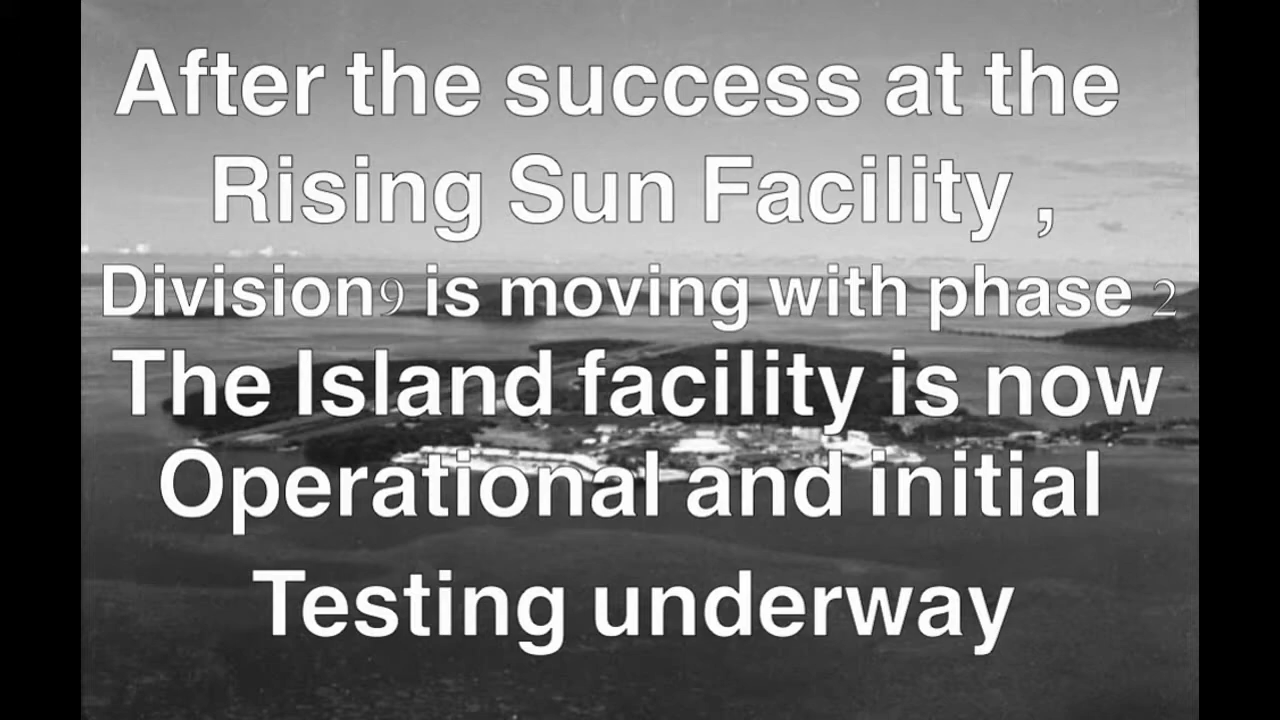 After the success at the
Rising Sun Facility ,
Division9 is moving with phase 2
The Island facility is now
Operational and initial
Testing underway